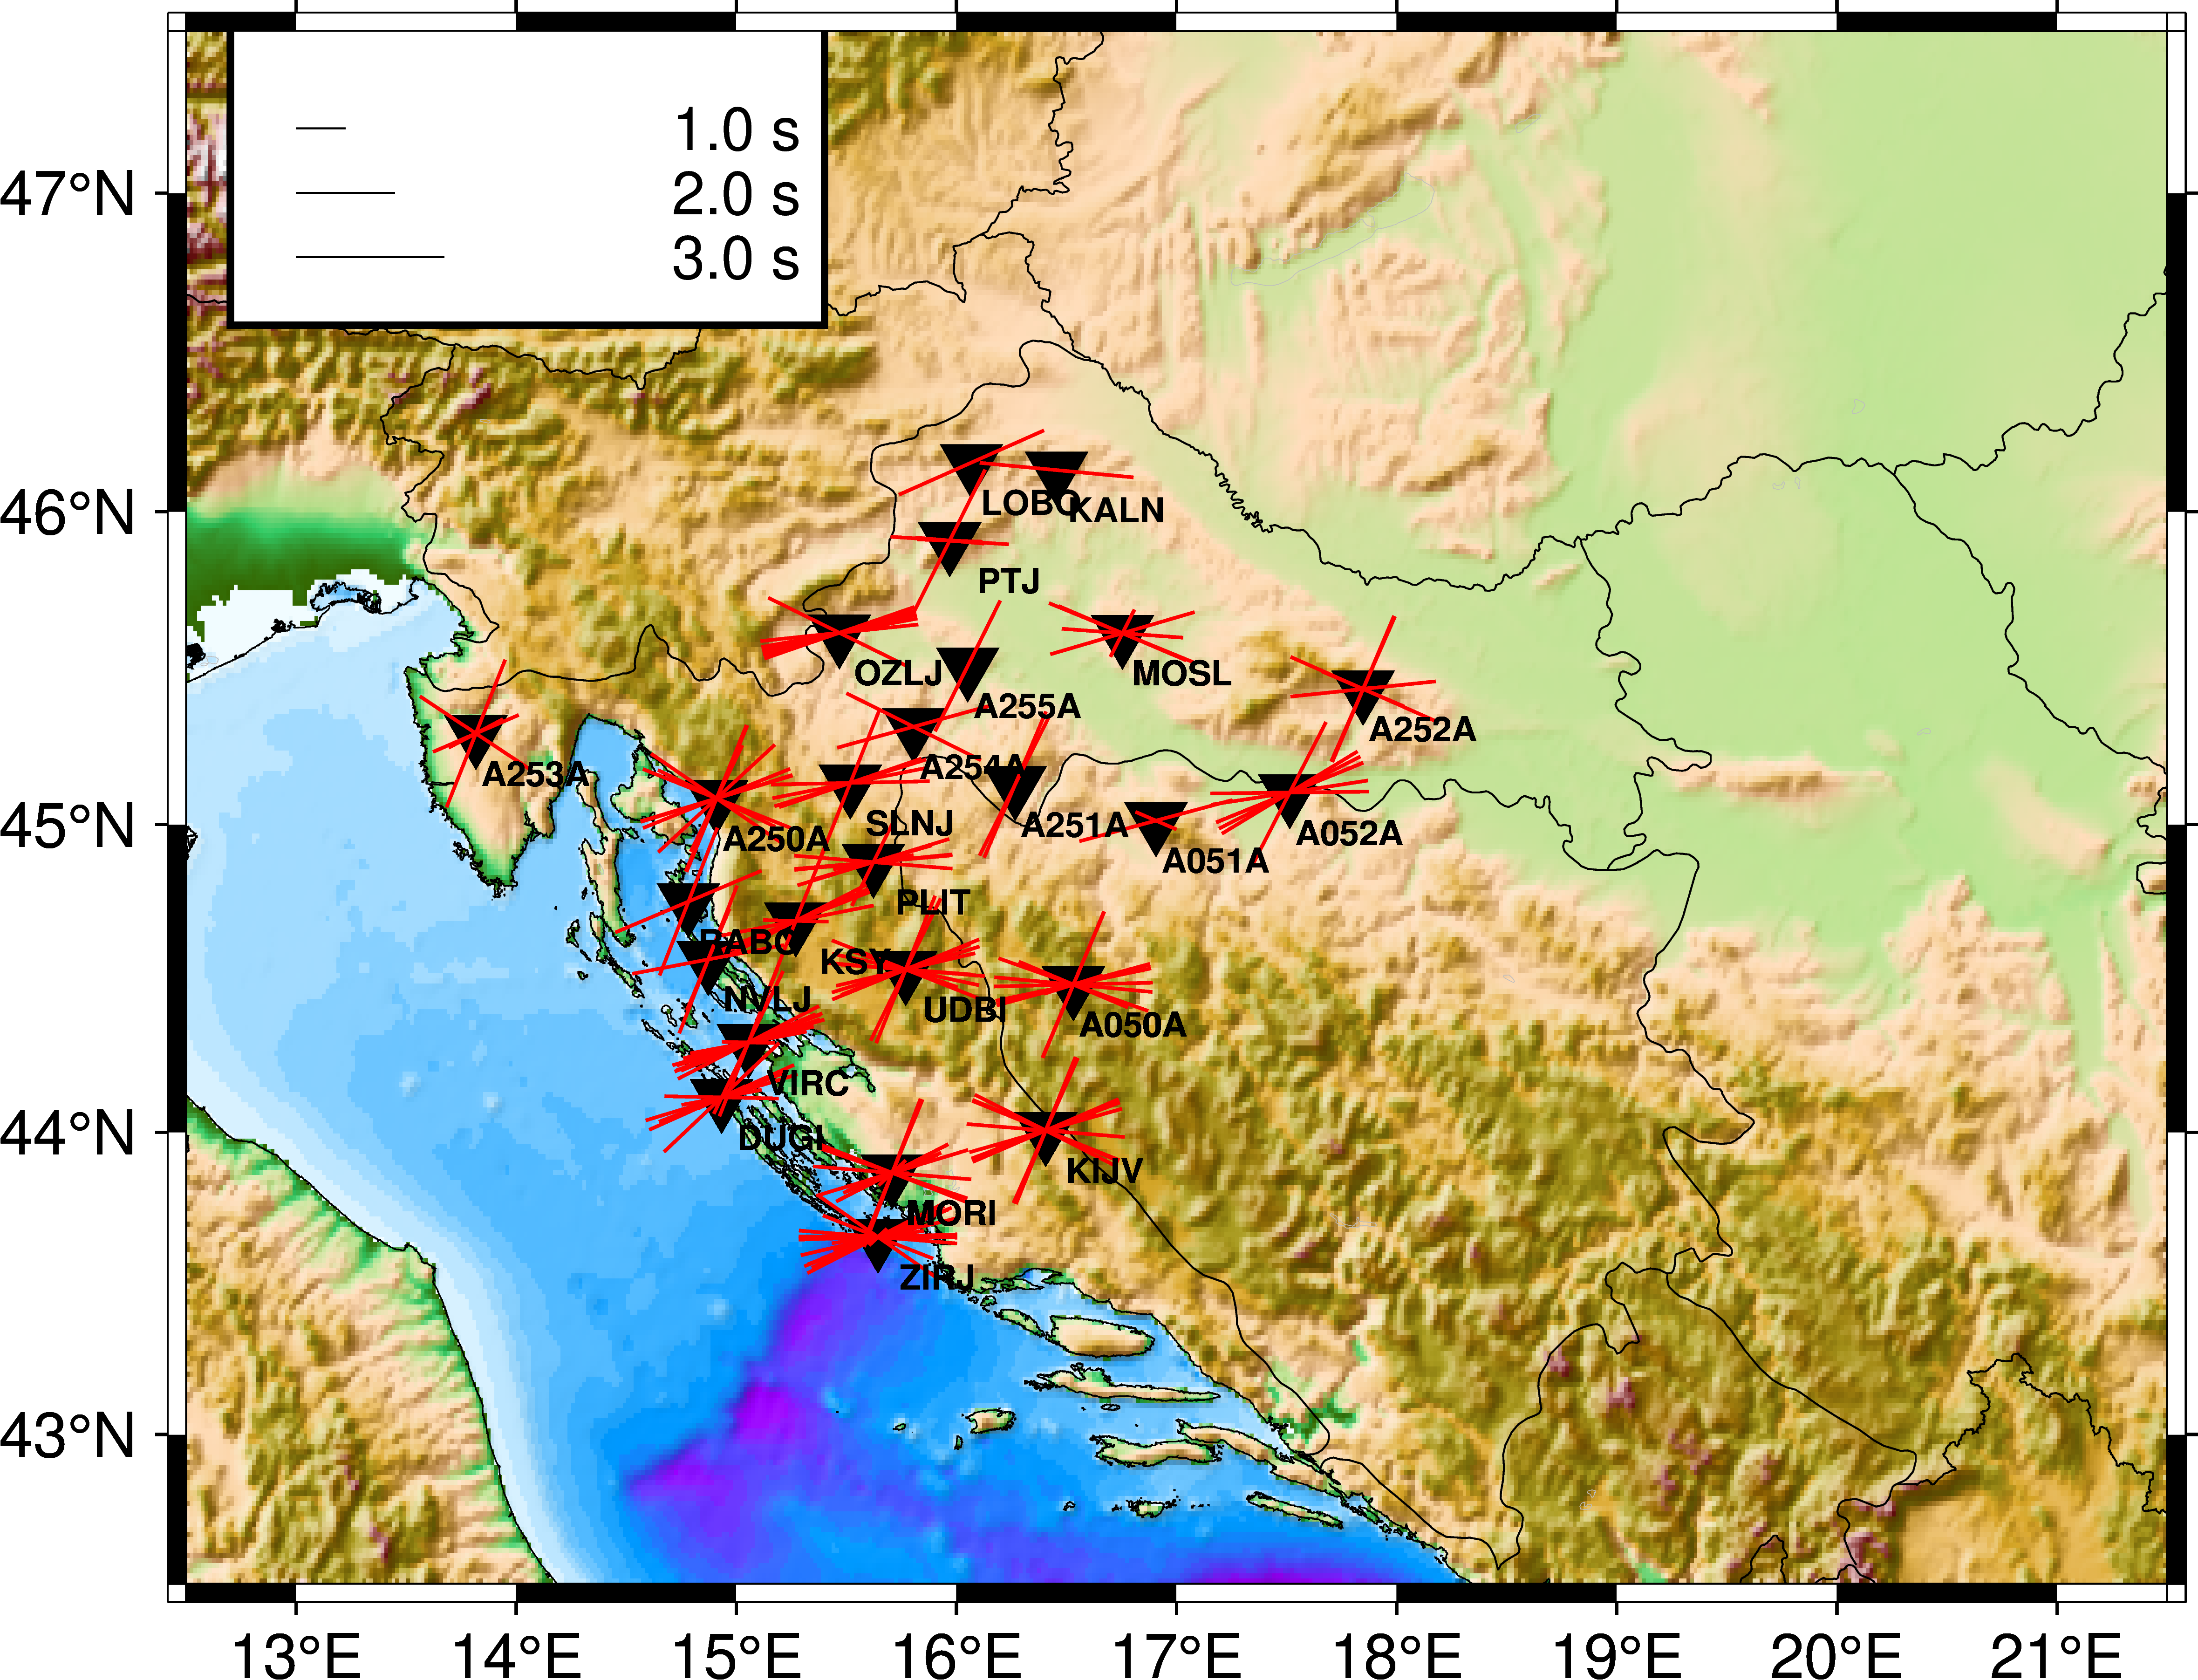 1.0 s
2.0 s
3.0 s
47°N
46°N
45°N
44°N
43°N
LOBO
KALN
PTJ
OZLJ
MOSL
A255A
A252A
A254A
A253A
SLNJ
A251A
A250A
A052A
A051A
PLIT
RABC
KSY
NVLJ
UDBI
A050A
VIRC
DUGI
KIJV
MORI
ZIRJ
13°E 14°E 15°E 16°E 17°E 18°E 19°E 20°E 21°E